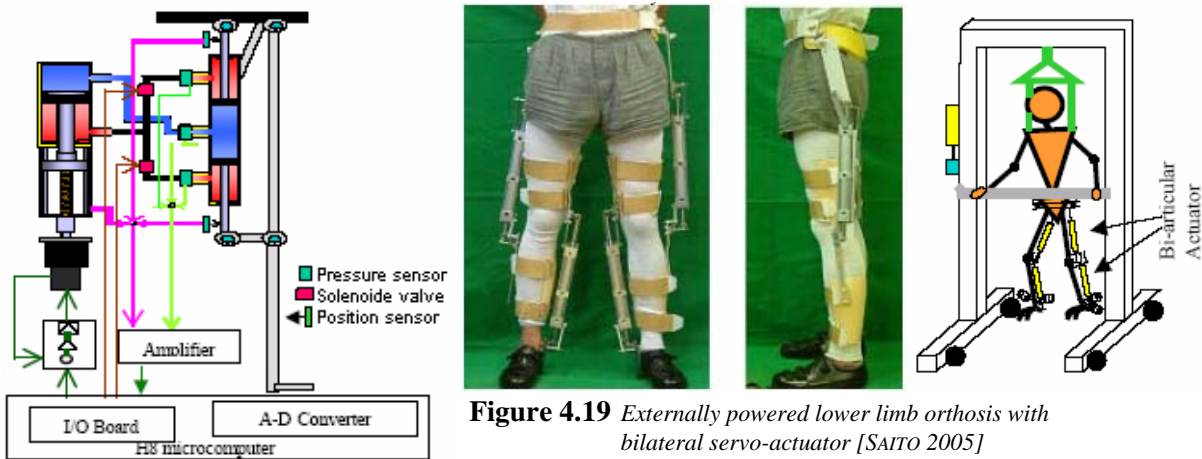 Pressure sensor
Solenoide valve
Position sensor
Amplifier
I/O Board
A-D Converter
H8 microcomputer
Bi-articular
Actuator
Figure 4.19 Externally powered lower limb orthosis with
bilateral servo-actuator [SAITO 2005]